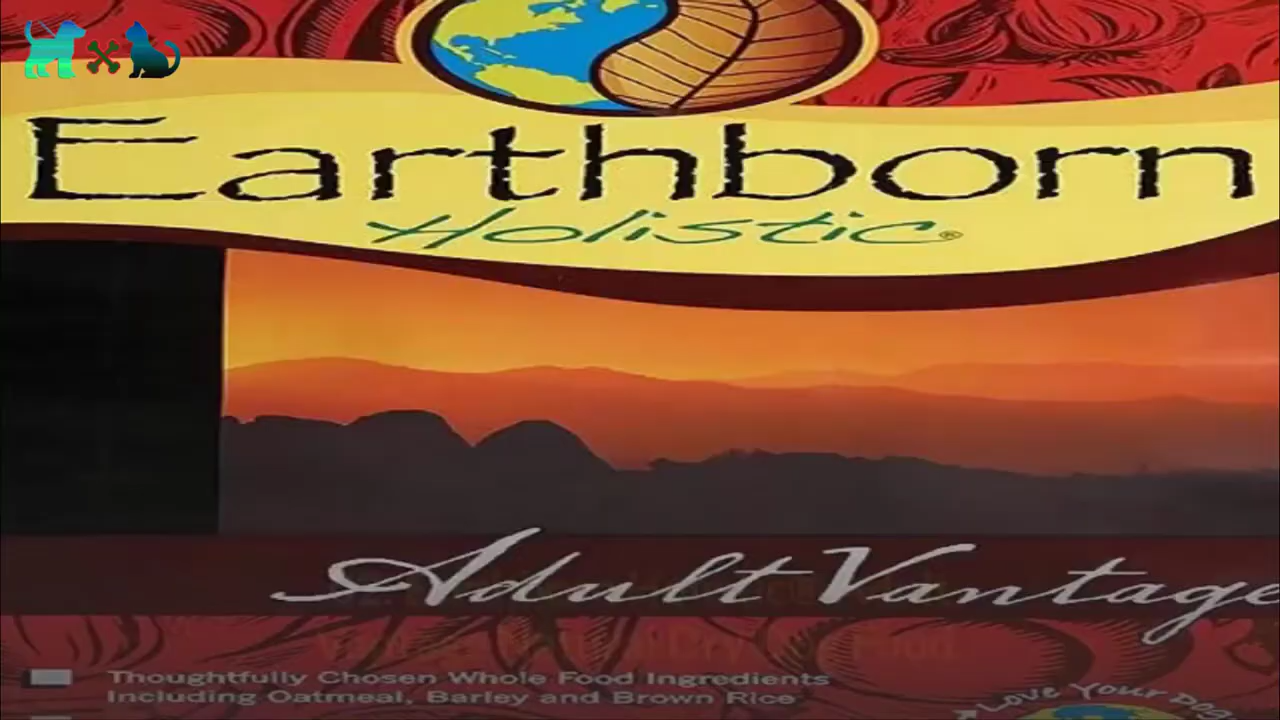 Earthborn
Holistic®
Adult Vantage
Thoughtfully Chosen Whole Food Ingredients
Including Oatmeal, Barley and Brown Rice
Love Your Dog